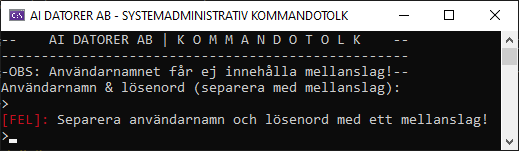 AI DATORER AB - SYSTEMADMINISTRATIV KOMMANDOTOLK
-- AI DATORER AB | K O M M A N D O T O L K --
---------------------------------------------------
-OBS: Användarnamnet får ej innehålla mellanslag!--
Användarnamn & lösenord (separera med mellanslag):
>
[FEL]: Separera användarnamn och lösenord med ett mellanslag!
>